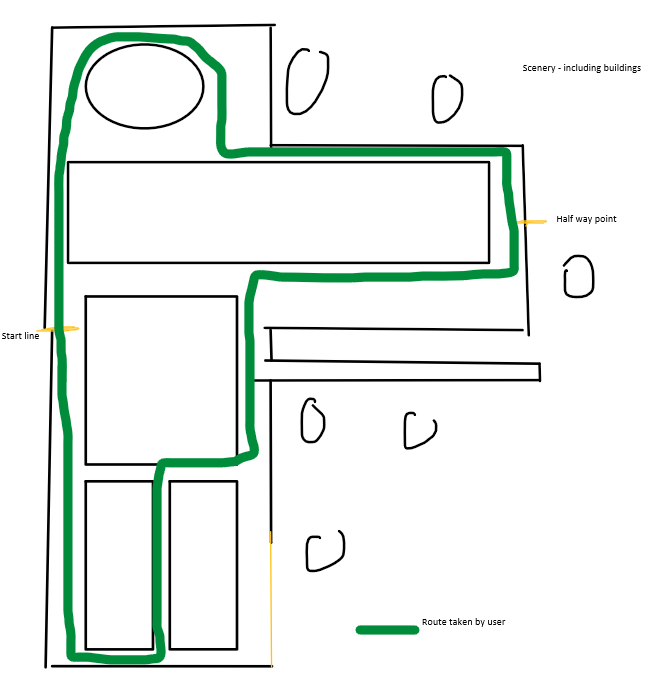 Scenery - including buildings
Half way point
Start line
Route taken by user